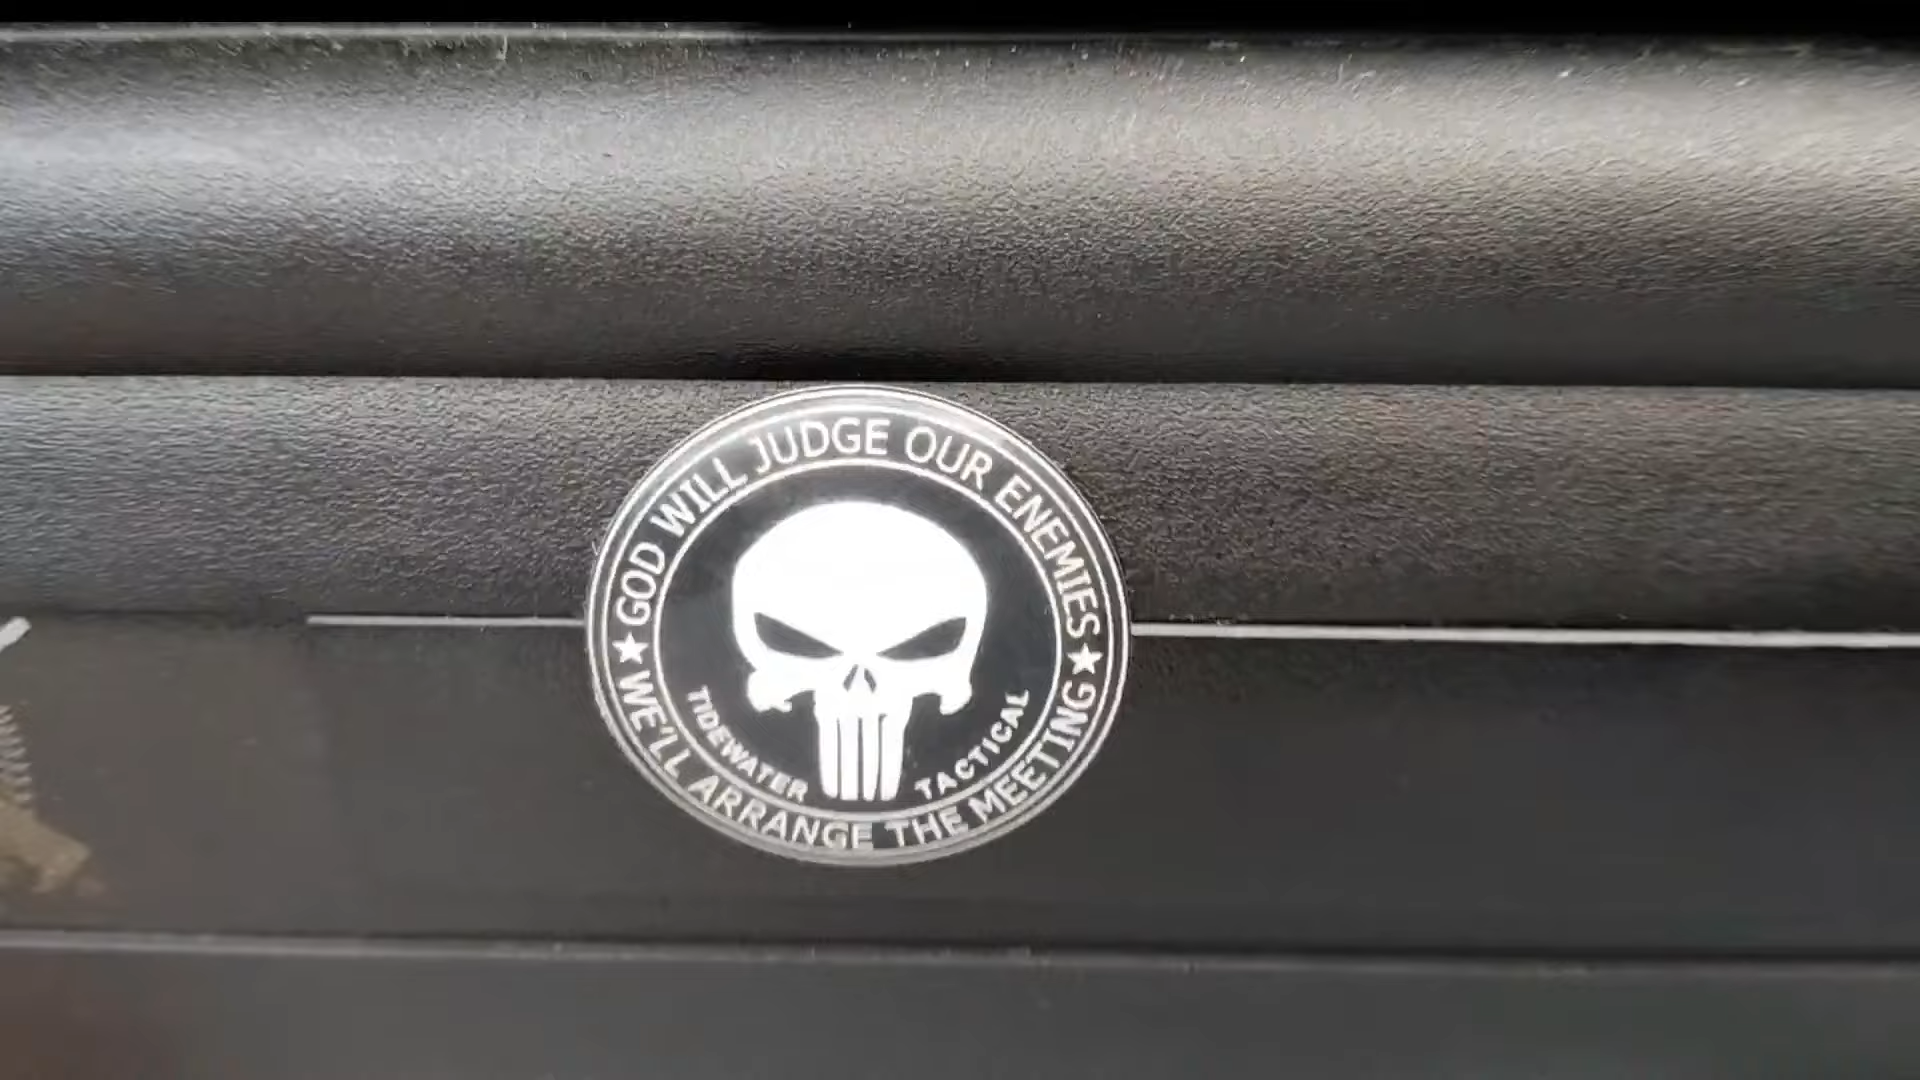 ★ GOD WILL JUDGE OUR ENEMIES ★
WE'LL ARRANGE THE MEETING
TIDEWATER TACTICAL